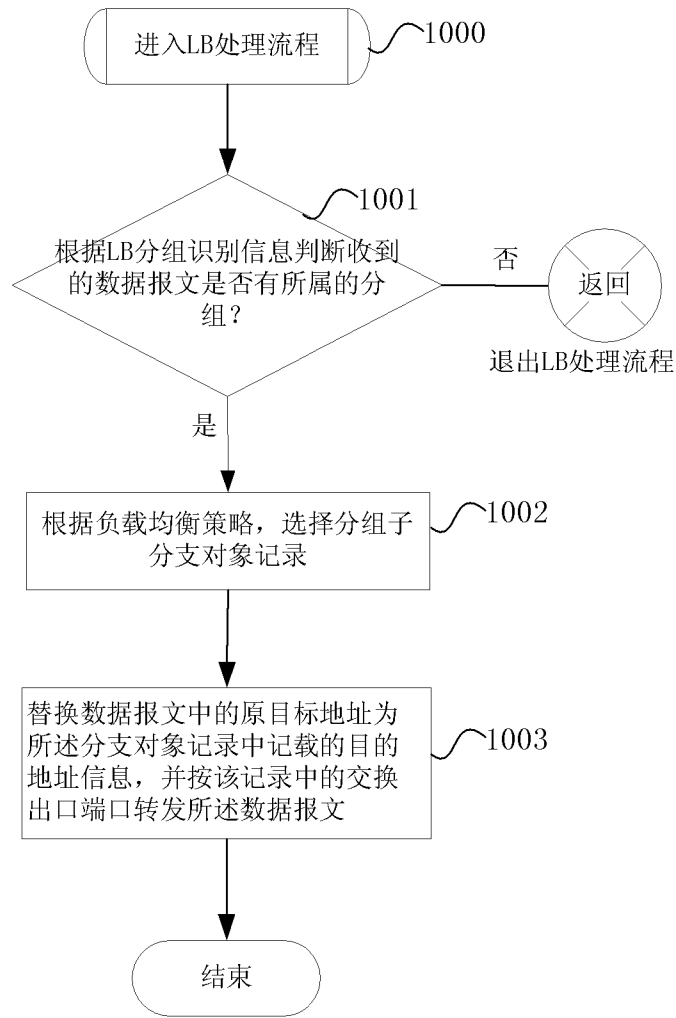 进入LB处理流程
1000
1001
根据LB分组识别信息判断收到
的数据报文是否有所属的分
组？
否
返回
退出LB处理流程
是
根据负载均衡策略，选择分组子
分支对象记录
1002
替换数据报文中的原目标地址为
所述分支对象记录中记载的目的
地址信息，并按该记录中的交换
出口端口转发所述数据报文
1003
结束